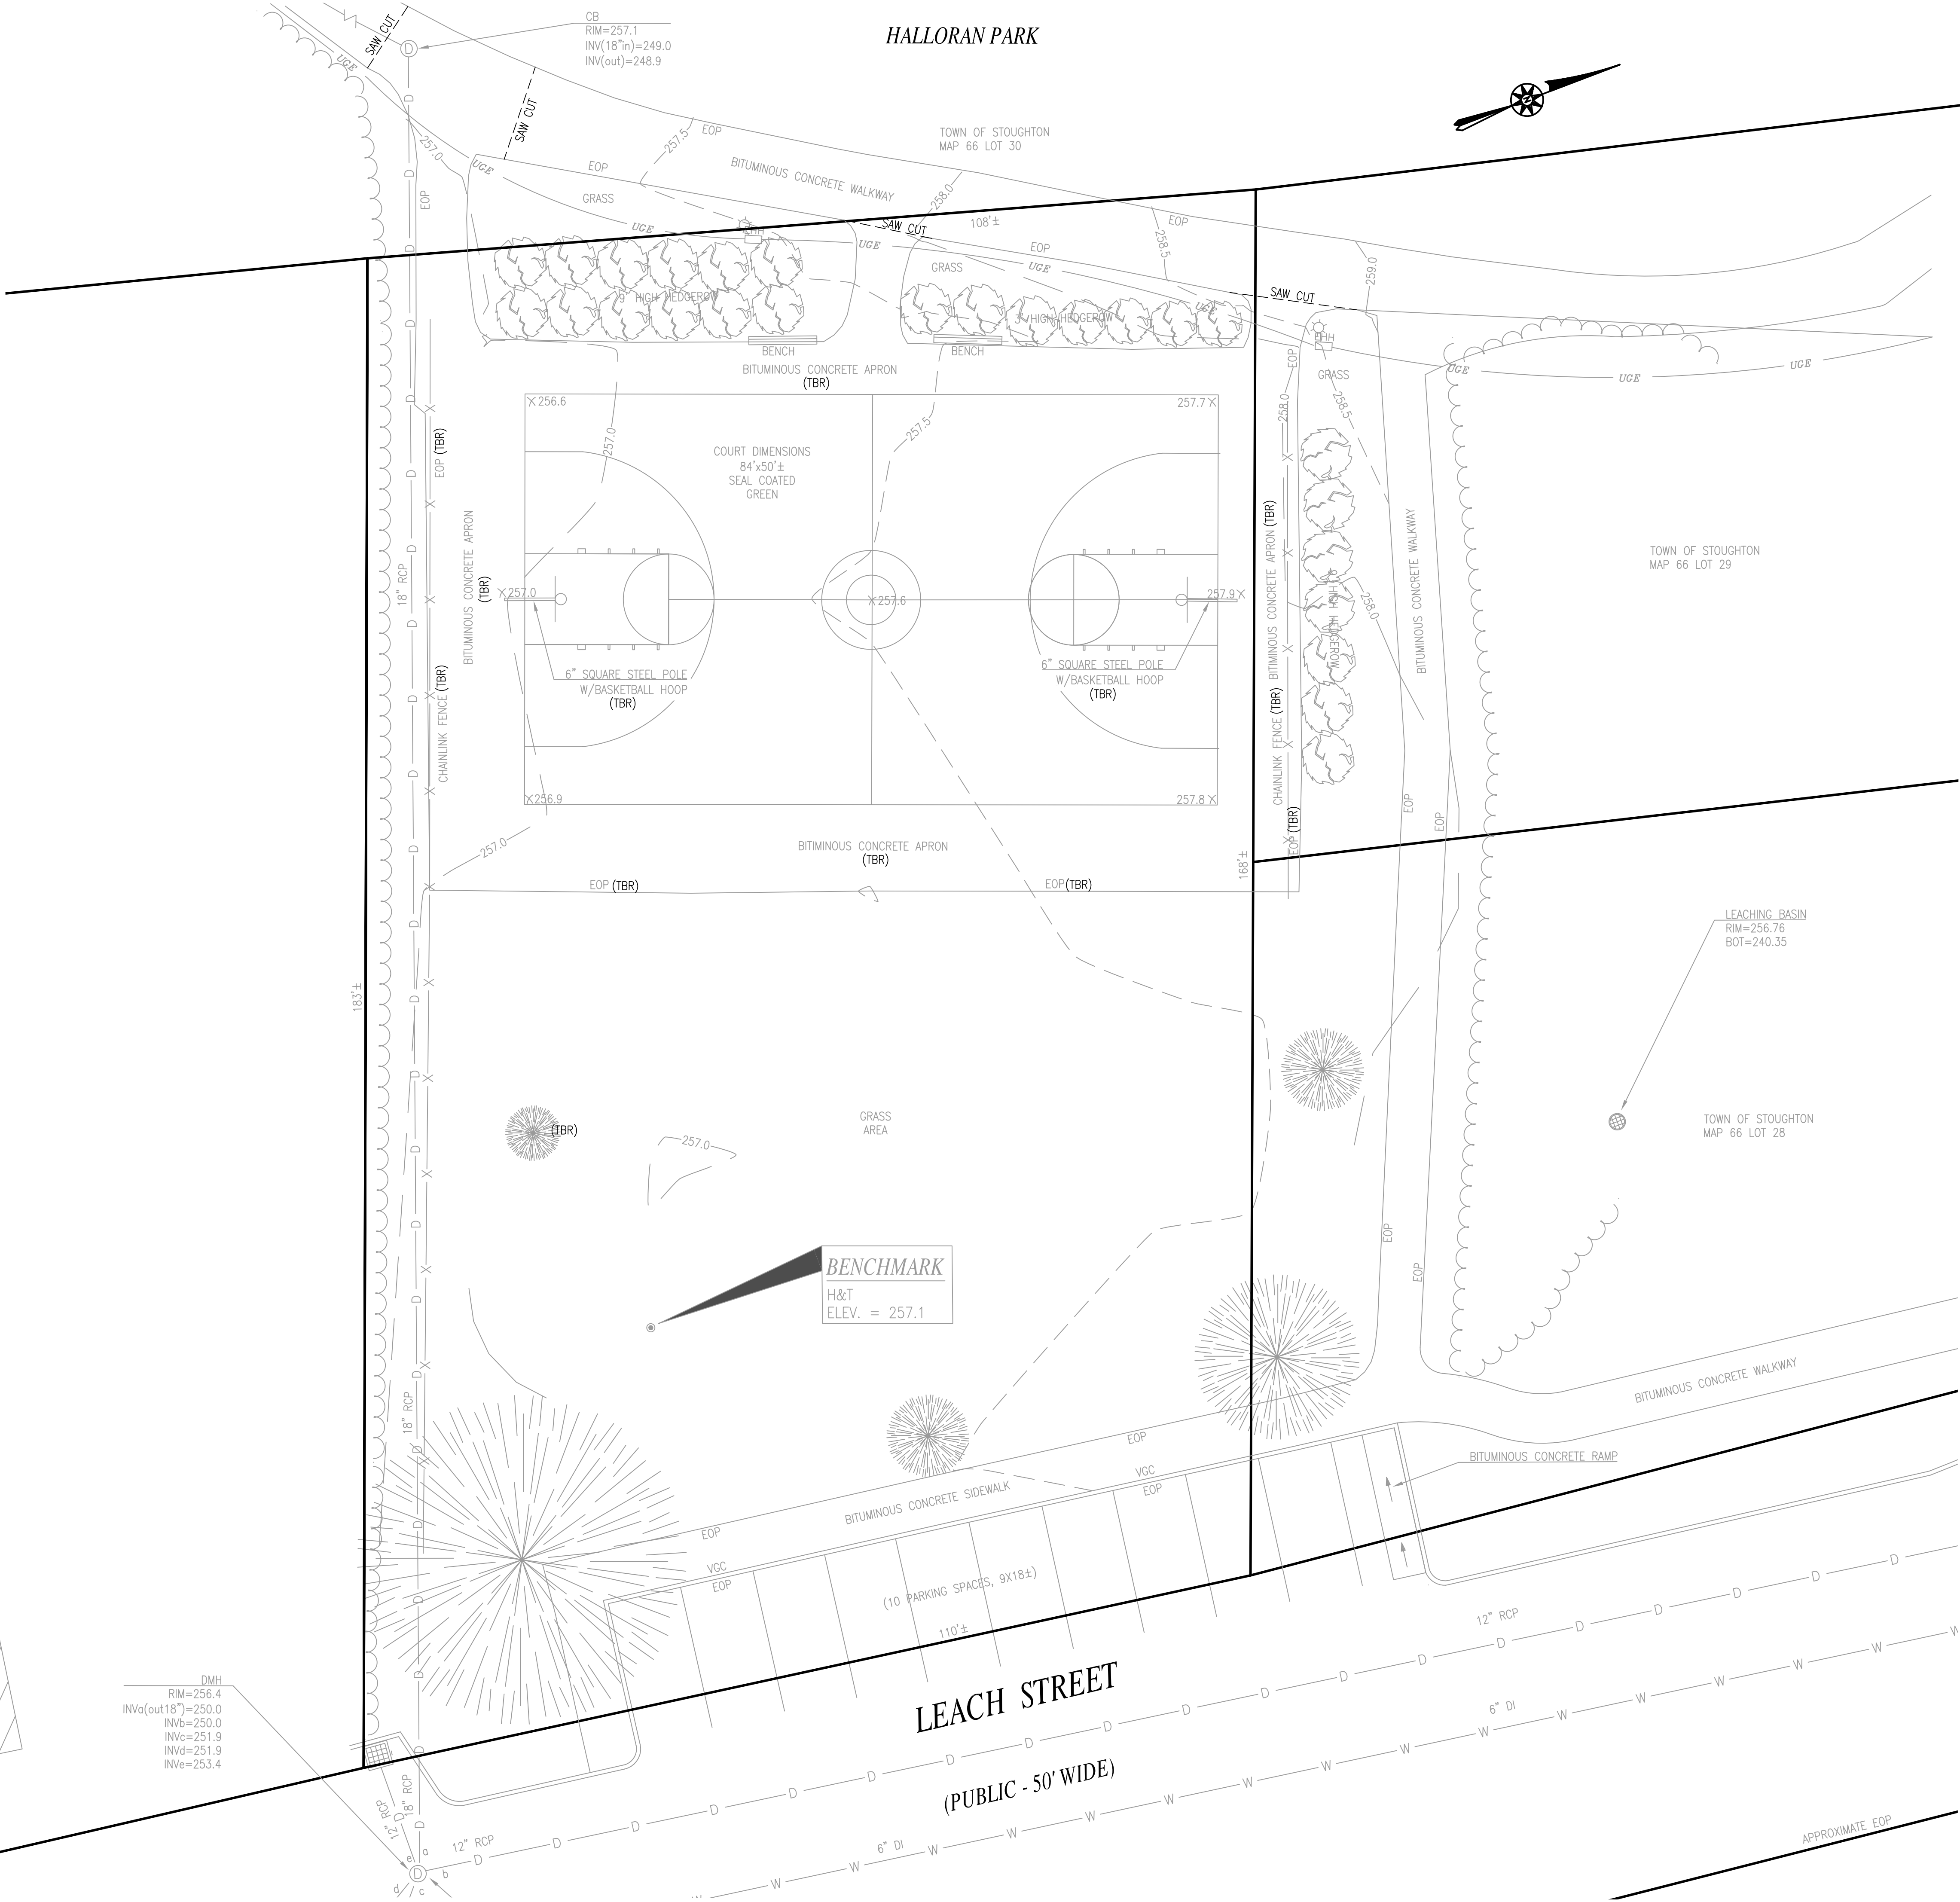 HALLORAN PARK
CB
RIM=257.1
INV(18"in)=249.0
INV(out)=248.9
SAW CUT
UGE
D
D
SAW CUT
257.0
EOP
UGE
257.5
EOP
TOWN OF STOUGHTON
MAP 66 LOT 30
EOP
BITUMINOUS CONCRETE WALKWAY
GRASS
258.0
N
108'±
SAW CUT
UGE
HH
UGE
EOP
EOP
258.5
259.0
GRASS
UGE
UGE
SAW CUT
9' HIGH HEDGEROW
3' HIGH HEDGEROW
HH
BENCH
BENCH
EOP
GRASS
UGE
UGE
UGE
BITUMINOUS CONCRETE APRON
(TBR)
256.6
257.7
258.0
258.5
257.0
257.5
EOP (TBR)
COURT DIMENSIONS
84'x50'±
SEAL COATED
GREEN
18" RCP
BITUMINOUS CONCRETE APRON
(TBR)
257.0
257.6
257.9
BITIMINOUS CONCRETE APRON (TBR)
9' HIGH HEDGEROW
258.0
BITUMINOUS CONCRETE WALKWAY
TOWN OF STOUGHTON
MAP 66 LOT 29
6" SQUARE STEEL POLE
W/BASKETBALL HOOP
(TBR)
6" SQUARE STEEL POLE
W/BASKETBALL HOOP
(TBR)
CHAINLINK FENCE (TBR)
CHAINLINK FENCE (TBR)
256.9
257.8
EOP
EOP
EOP (TBR)
257.0
BITIMINOUS CONCRETE APRON
(TBR)
168'±
EOP (TBR)
EOP (TBR)
LEACHING BASIN
RIM=256.76
BOT=240.35
183'±
(TBR)
257.0
GRASS
AREA
TOWN OF STOUGHTON
MAP 66 LOT 28
BENCHMARK
H&T
ELEV. = 257.1
EOP
EOP
18" RCP
BITUMINOUS CONCRETE WALKWAY
EOP
VGC
EOP
BITUMINOUS CONCRETE RAMP
BITUMINOUS CONCRETE SIDEWALK
EOP
VGC
EOP
(10 PARKING SPACES, 9X18±)
110'±
LEACH STREET
(PUBLIC - 50' WIDE)
12" RCP
6" DI
DMH
RIM=256.4
INVa(out18")=250.0
INVb=250.0
INVc=251.9
INVd=251.9
INVe=253.4
18" RCP
12" RCP
12" RCP
6" DI
APPROXIMATE EOP
e
a
D
b
d
c